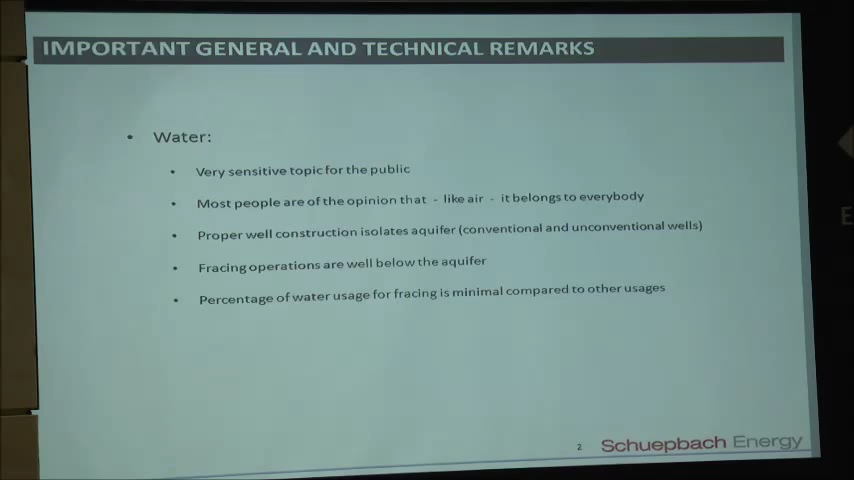 IMPORTANT GENERAL AND TECHNICAL REMARKS
• Water:
• Very sensitive topic for the public
• Most people are of the opinion that - like air - it belongs to everybody
• Proper well construction isolates aquifer (conventional and unconventional wells)
• Fracing operations are well below the aquifer
• Percentage of water usage for fracing is minimal compared to other usages
2 Schuepbach Energy
E